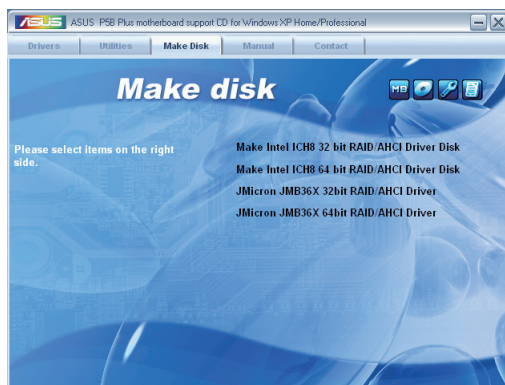 ASUS P5B Plus motherboard support CD for Windows XP Home/Professional
Drivers Utilities Make Disk Manual Contact
Make disk
MB
Please select items on the right
side.
Make Intel ICH8 32 bit RAID/AHCI Driver Disk
Make Intel ICH8 64 bit RAID/AHCI Driver Disk
JMicron JMB36X 32bit RAID/AHCI Driver
JMicron JMB36X 64bit RAID/AHCI Driver